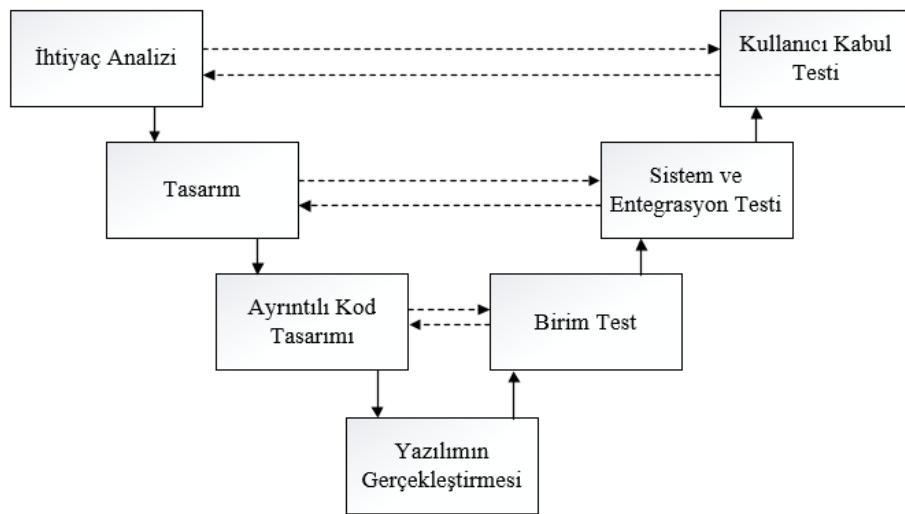 İhtiyaç Analizi
Kullanıcı Kabul
Testi
Tasarım
Sistem ve
Entegrasyon Testi
Ayrıntılı Kod
Tasarımı
Birim Test
Yazılımın
Gerçekleştirmesi